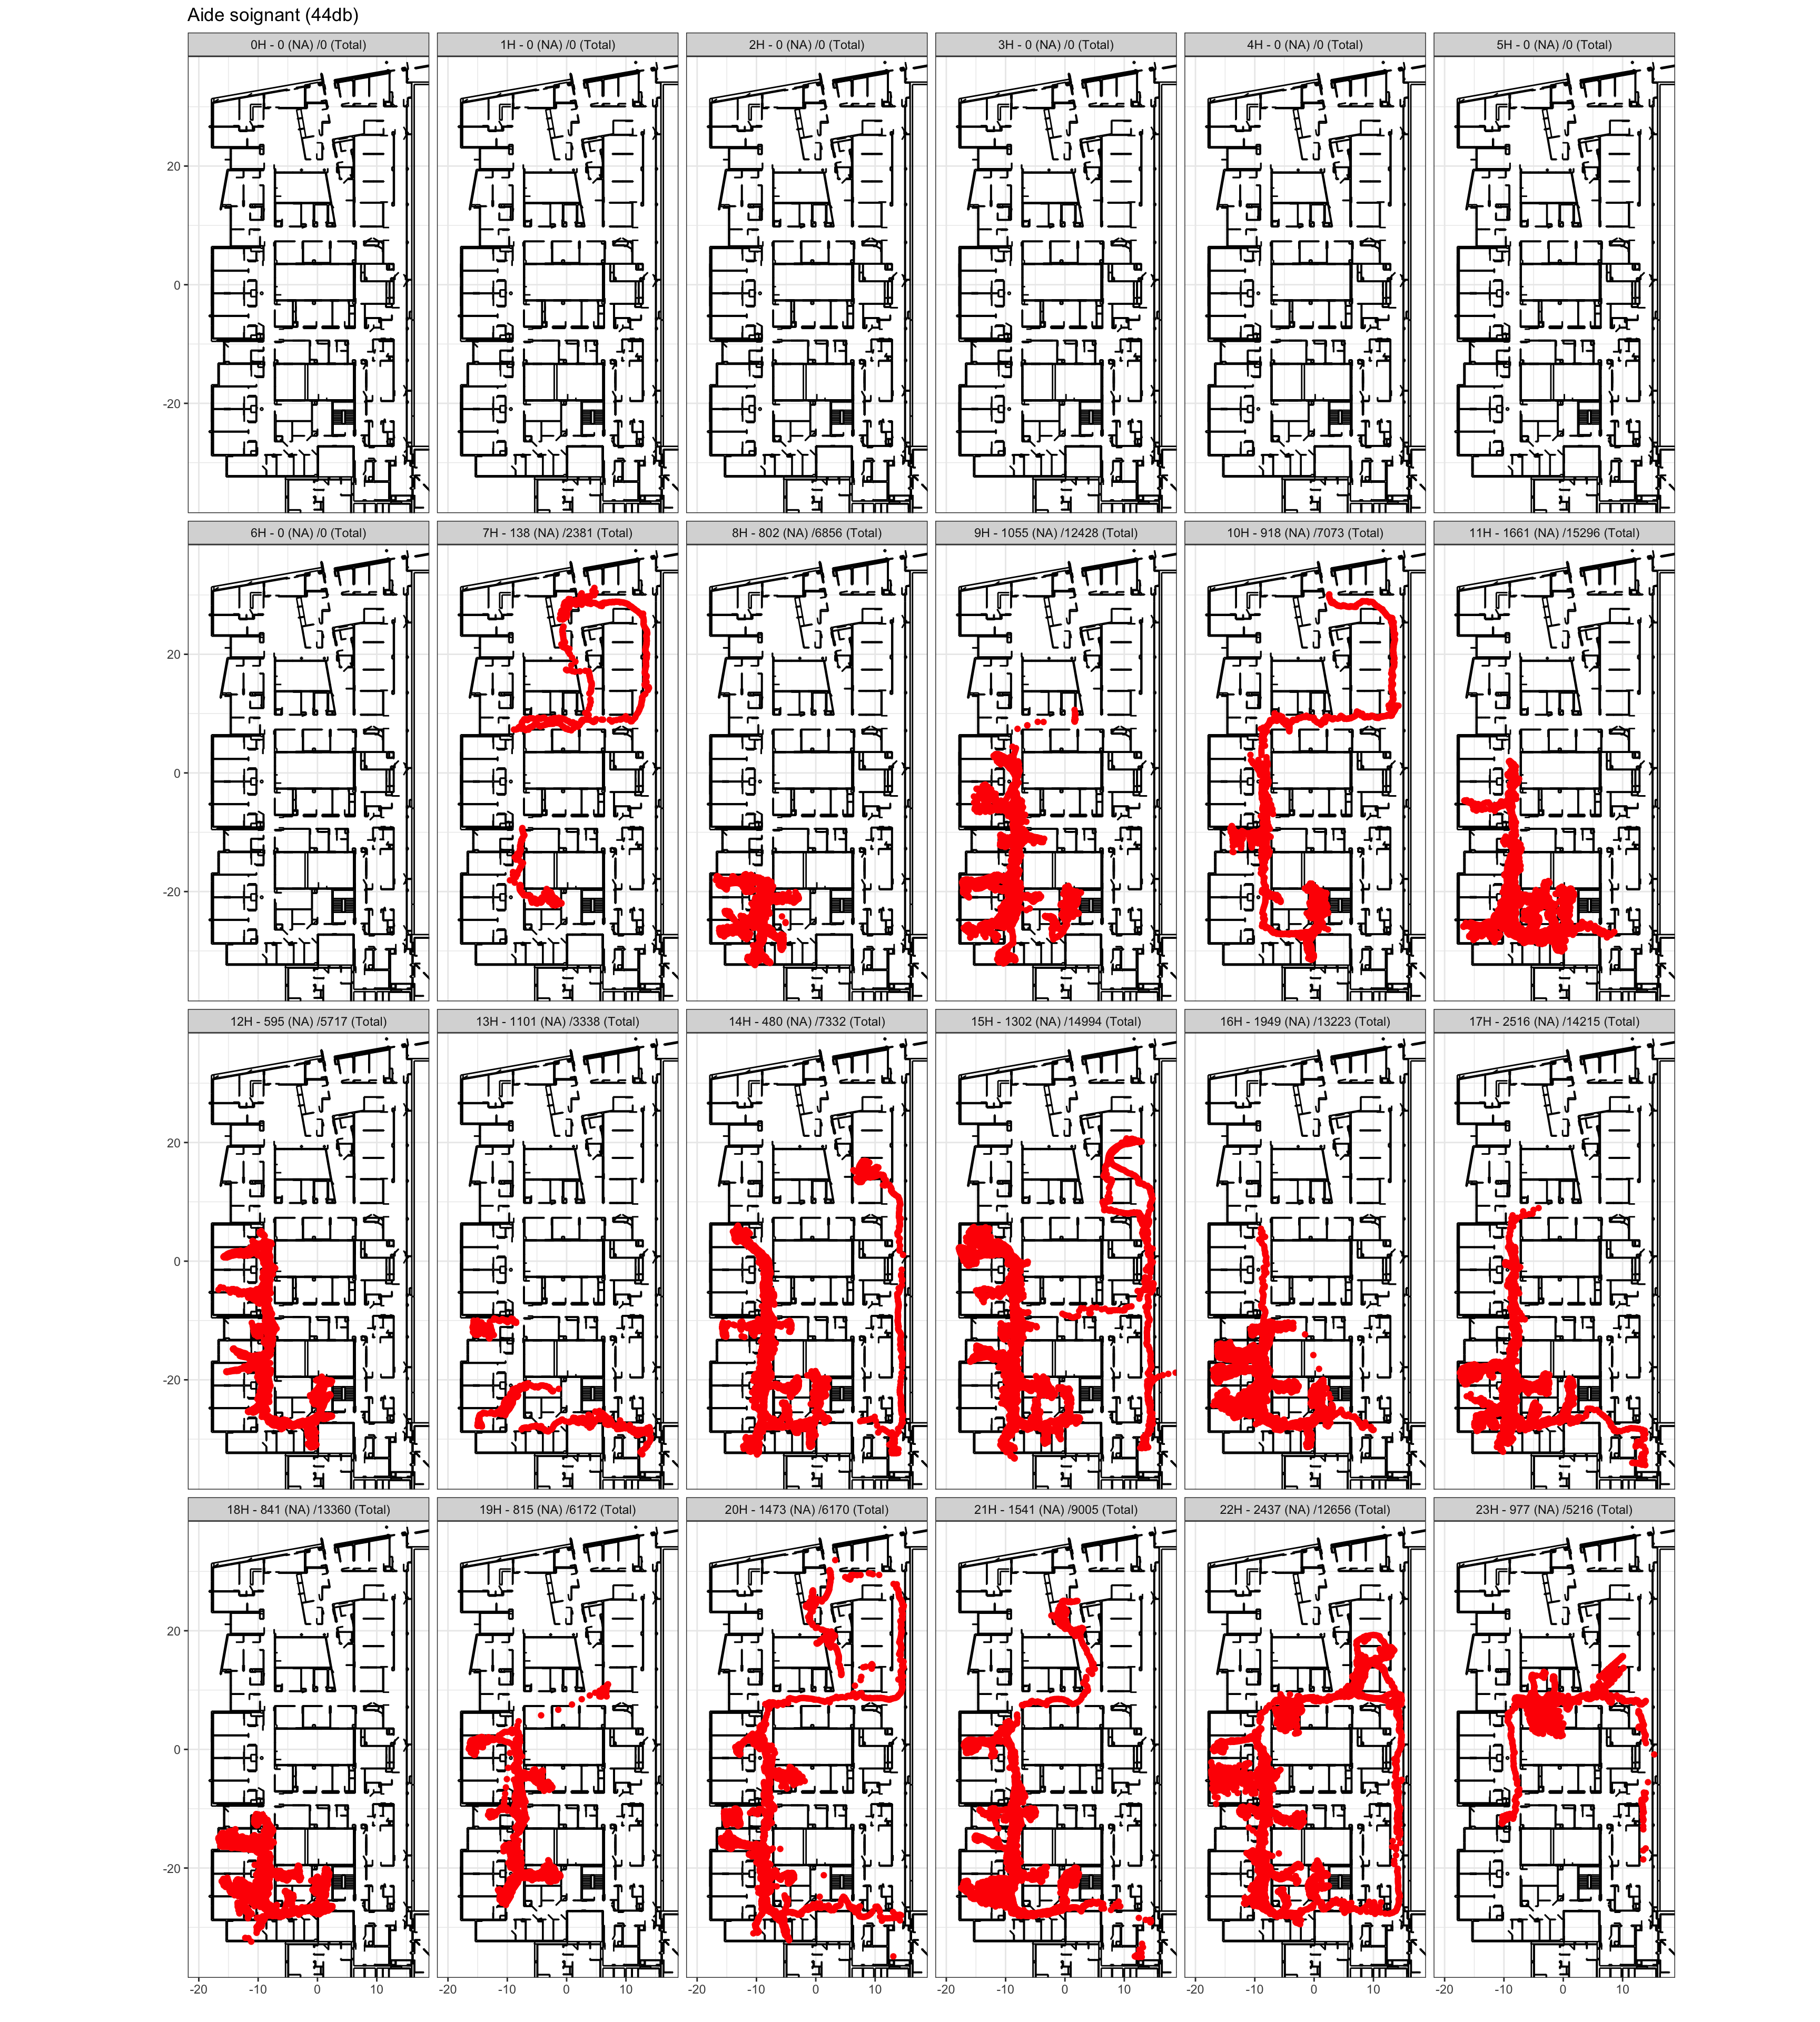 Aide soignant (44db)
0H - 0 (NA) /0 (Total) 1H - 0 (NA) /0 (Total) 2H - 0 (NA) /0 (Total) 3H - 0 (NA) /0 (Total) 4H - 0 (NA) /0 (Total) 5H - 0 (NA) /0 (Total)
20
0
-20
6H - 0 (NA) /0 (Total) 7H - 138 (NA) /2381 (Total) 8H - 802 (NA) /6856 (Total) 9H - 1055 (NA) /12428 (Total) 10H - 918 (NA) /7073 (Total) 11H - 1661 (NA) /15296 (Total)
20
0
-20
12H - 595 (NA) /5717 (Total) 13H - 1101 (NA) /3338 (Total) 14H - 480 (NA) /7332 (Total) 15H - 1302 (NA) /14994 (Total) 16H - 1949 (NA) /13223 (Total) 17H - 2516 (NA) /14215 (Total)
20
0
-20
18H - 841 (NA) /13360 (Total) 19H - 815 (NA) /6172 (Total) 20H - 1473 (NA) /6170 (Total) 21H - 1541 (NA) /9005 (Total) 22H - 2437 (NA) /12656 (Total) 23H - 977 (NA) /5216 (Total)
20
0
-20
-20 -10 0 10 -20 -10 0 10 -20 -10 0 10 -20 -10 0 10 -20 -10 0 10 -20 -10 0 10